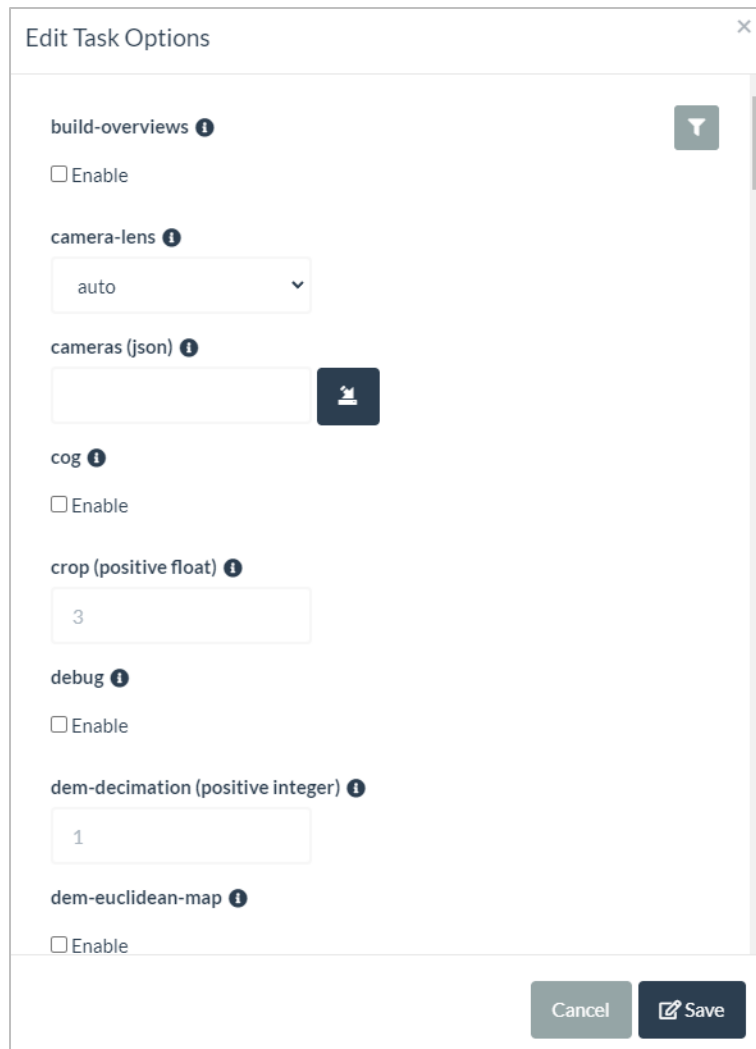 Edit Task Options
×
build-overviews
Enable
camera-lens
auto
cameras (json)
cog
Enable
crop (positive float)
3
debug
Enable
dem-decimation (positive integer)
1
dem-euclidean-map
Enable
Cancel Save